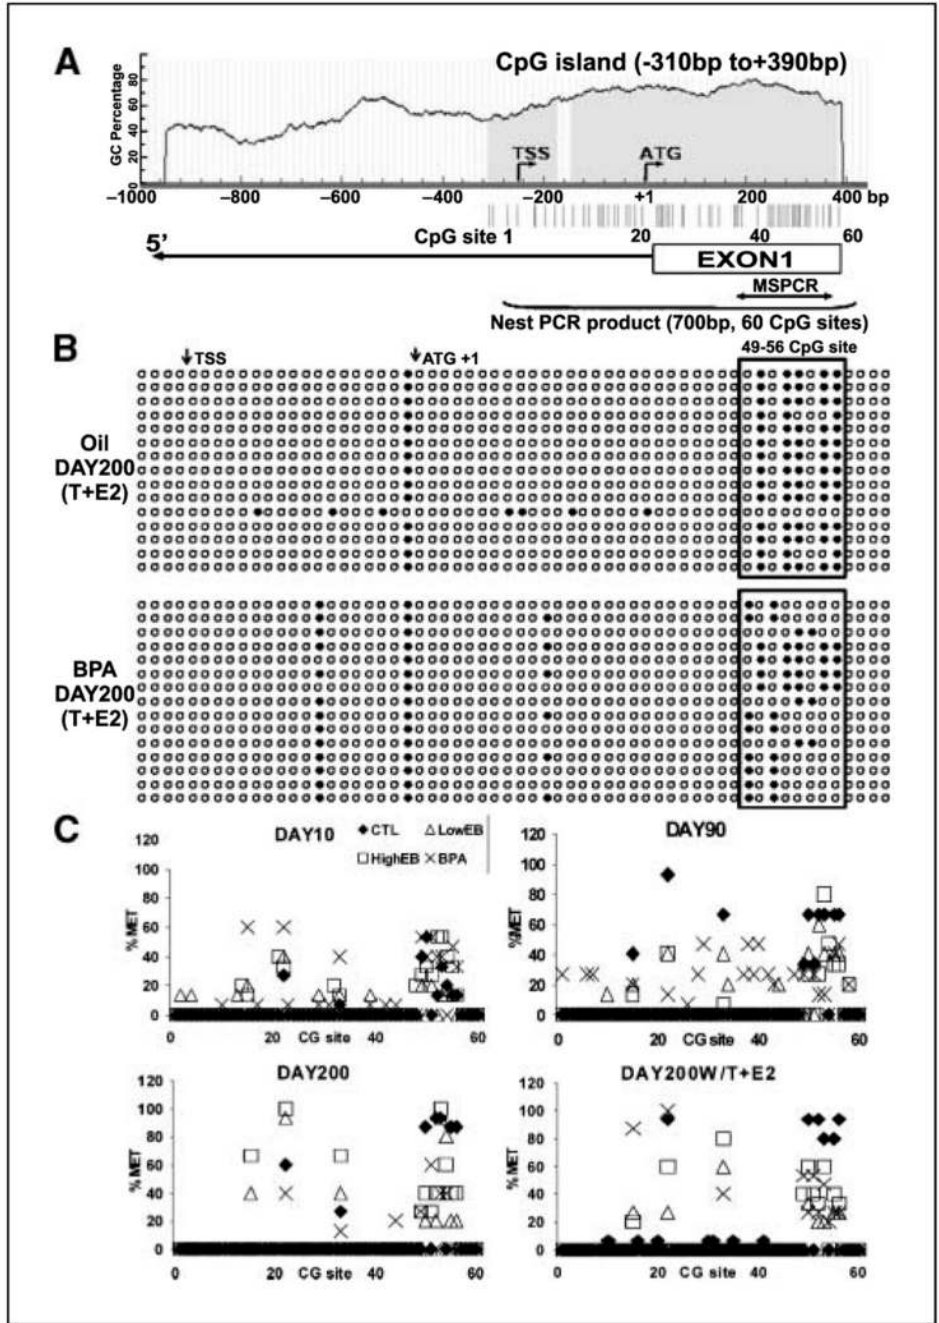 A
CpG island (-310bp to+390bp)
GC Percentage
80
60
40
20
0
TSS
ATG
-1000 -800 -600 -400 -200 +1 200 400 bp
CpG site 1 20 40 60
5'
EXON1
MSPCR
Nest PCR product (700bp, 60 CpG sites)
B
49-56 CpG site
TSS
ATG +1
Oil
DAY200
(T+E2)
BPA
DAY200
(T+E2)
C
DAY10
CTL LowEB
HighEB BPA
% MET
120
100
80
60
40
20
0
0 20 CG site 40 60
DAY90
%MET
120
100
80
60
40
20
0
0 20 CG site 40 60
DAY200
% MET
120
100
80
60
40
20
0
0 20 CG site 40 60
DAY200W/T+E2
%MET
120
100
80
60
40
20
0
0 20 CG site 40 60